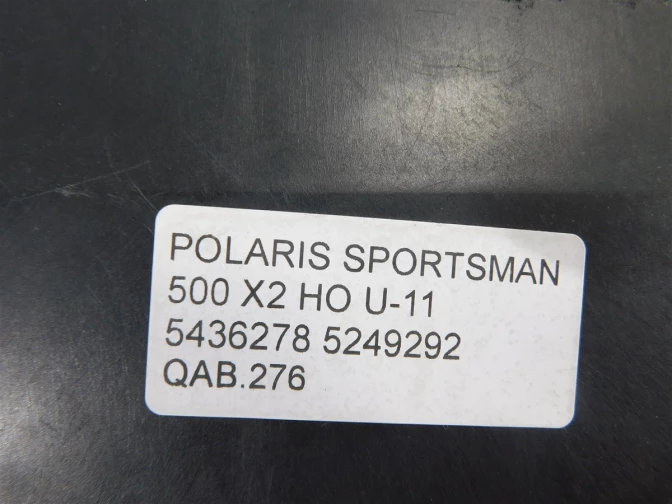 POLARIS SPORTSMAN
500 X2 HO U-11
5436278 5249292
QAB.276